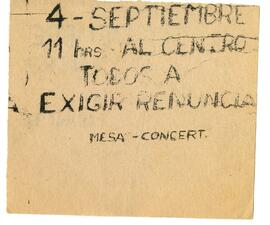 4 - SEPTIEMBRE
11 hrs - AL CENTRO
TODOS A
EXIGIR RENUNCIA
MESA - CONCERT.